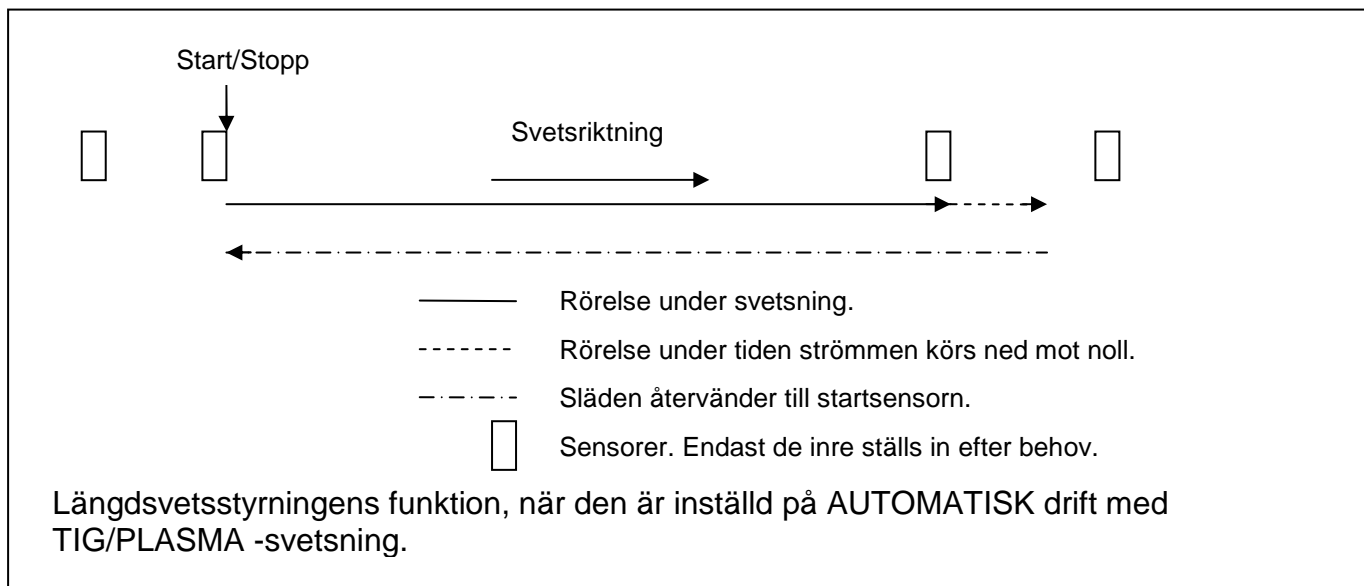 Start/Stopp
Svetsriktning
Rörelse under svetsning.
Rörelse under tiden strömmen körs ned mot noll.
Släden återvänder till startsensorn.
Sensorer. Endast de inre ställs in efter behov.
Längdsvetsstyrningens funktion, när den är inställd på AUTOMATISK drift med
TIG/PLASMA -svetsning.